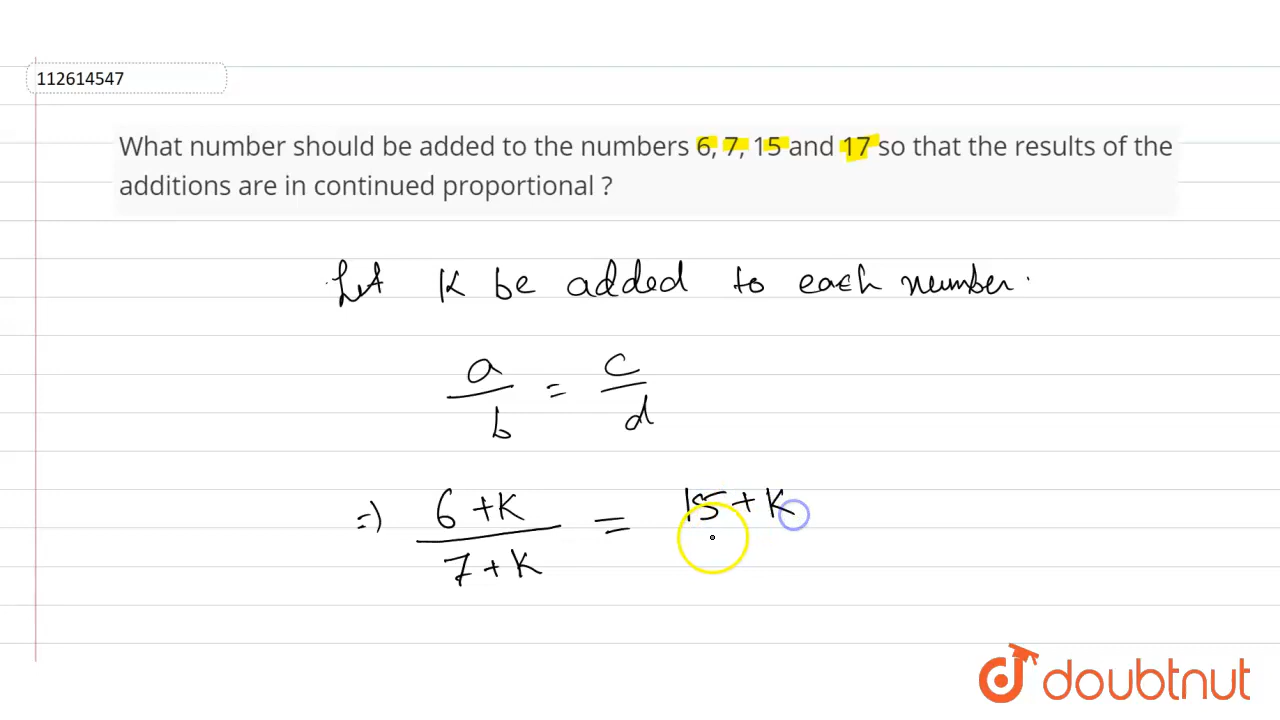 112614547
What number should be added to the numbers 6, 7, 15 and 17 so that the results of the
additions are in continued proportional ?
Let K be added to each number.
a/b = c/d
=) 6+K/7+K = 15+K
doubtnut